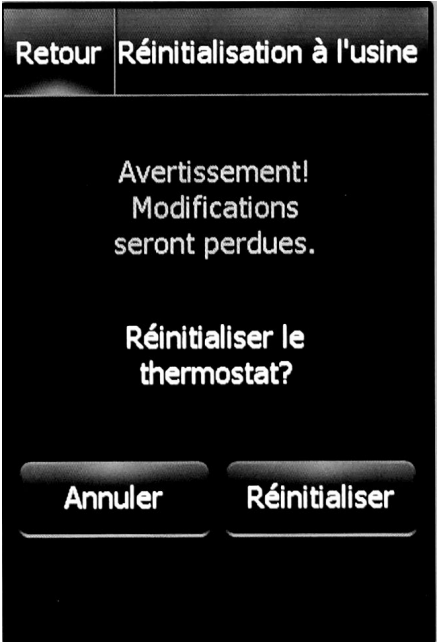 Retour Réinitialisation à l'usine
Avertissement!
Modifications
seront perdues.
Réinitialiser le
thermostat?
Annuler Réinitialiser